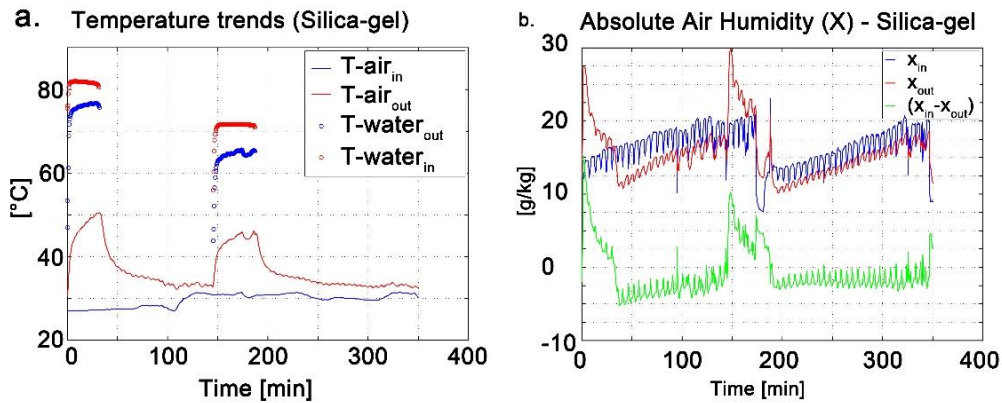 a. Temperature trends (Silica-gel)
T-air_in
T-air_out
T-water_out
T-water_in
80
60
40
20
[°C]
0 100 200 300 400
Time [min]
b. Absolute Air Humidity (X) - Silica-gel
x_in
x_out
(x_in-x_out)
30
20
10
0
-10
[g/kg]
0 100 200 300 400
Time [min]